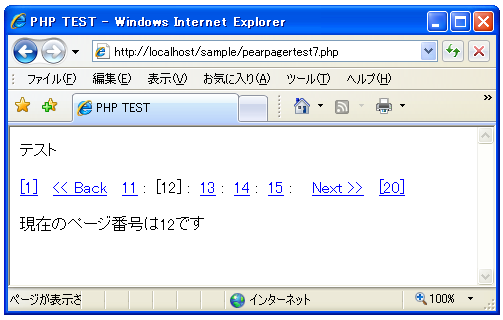 PHP TEST - Windows Internet Explorer
http://localhost/sample/pearpagertest7.php
ファイル(F) 編集(E) 表示(V) お気に入り(A) ツール(T) ヘルプ(H)
PHP TEST
テスト
[1] << Back 11 : [12] : 13 : 14 : 15 : Next >> [20]
現在のページ番号は12です
ページが表示さ インターネット 100%